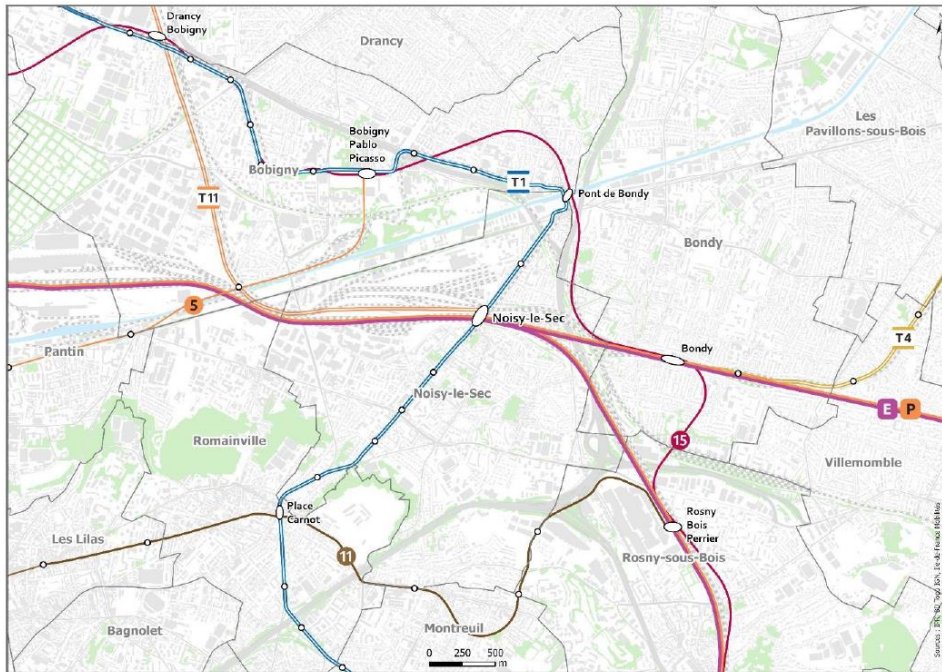 Drancy
Bobigny
Drancy
Les
Pavillons-sous-Bois
Bobigny
Pablo
Picasso
Bobigny
T1
T11
Pont de Bondy
Bondy
5
Noisy-le-Sec
T4
Pantin
Bondy
Noisy-le-Sec
E P
Romainville
15
Villemomble
Place
Carnot
Rosny
Bois
Perrier
Les Lilas
11
Rosny-sous-Bois
Bagnolet
Montreuil
0 250 500
m